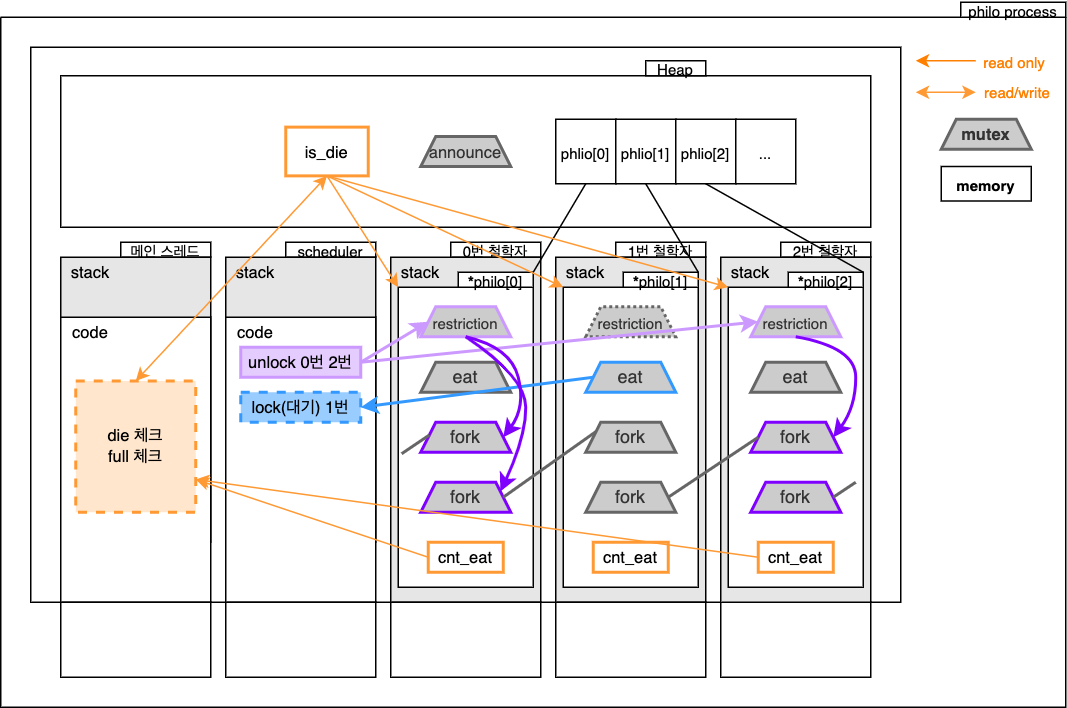 philo process
Heap
read only
read/write
mutex
memory
is_die
announce
phlio[0]
phlio[1]
phlio[2]
...
메인 스레드
scheduler
0번 철학자
1번 철학자
2번 철학자
stack
stack
stack
stack
stack
*philo[0]
*philo[1]
*philo[2]
code
code
unlock 0번 2번
lock(대기) 1번
die 체크
full 체크
restriction
eat
fork
fork
cnt_eat
restriction
eat
fork
fork
cnt_eat
restriction
eat
fork
fork
cnt_eat